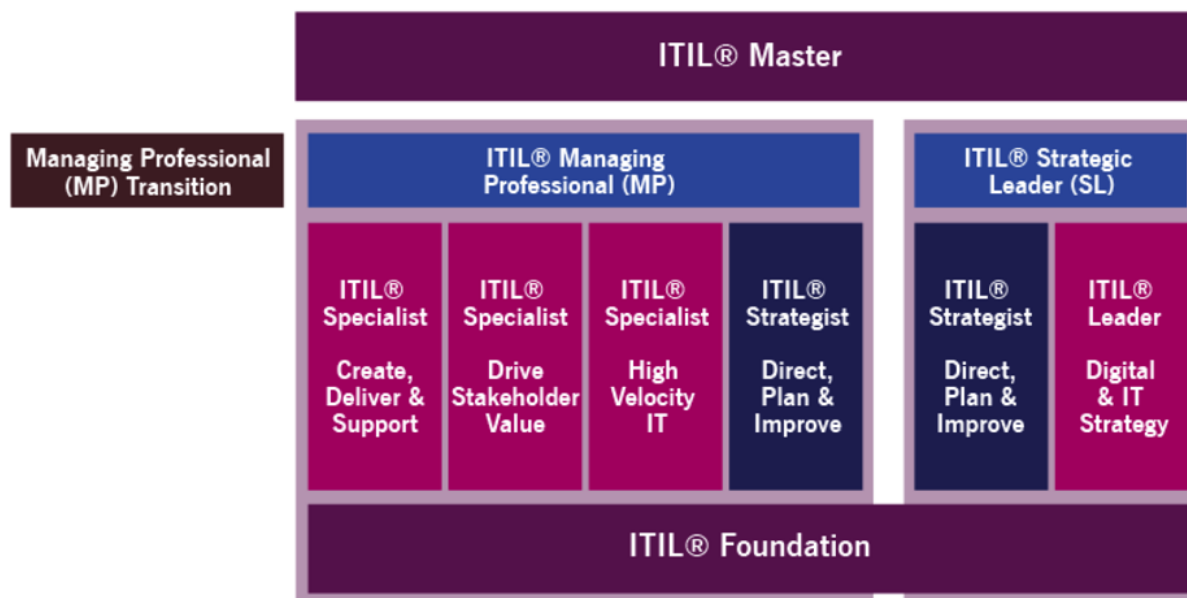 ITIL® Master
Managing Professional
(MP) Transition
ITIL® Managing
Professional (MP)
ITIL® Strategic
Leader (SL)
ITIL®
Specialist
Create,
Deliver &
Support
ITIL®
Specialist
Drive
Stakeholder
Value
ITIL®
Specialist
High
Velocity
IT
ITIL®
Strategist
Direct,
Plan &
Improve
ITIL®
Strategist
Direct,
Plan &
Improve
ITIL®
Leader
Digital
& IT
Strategy
ITIL® Foundation